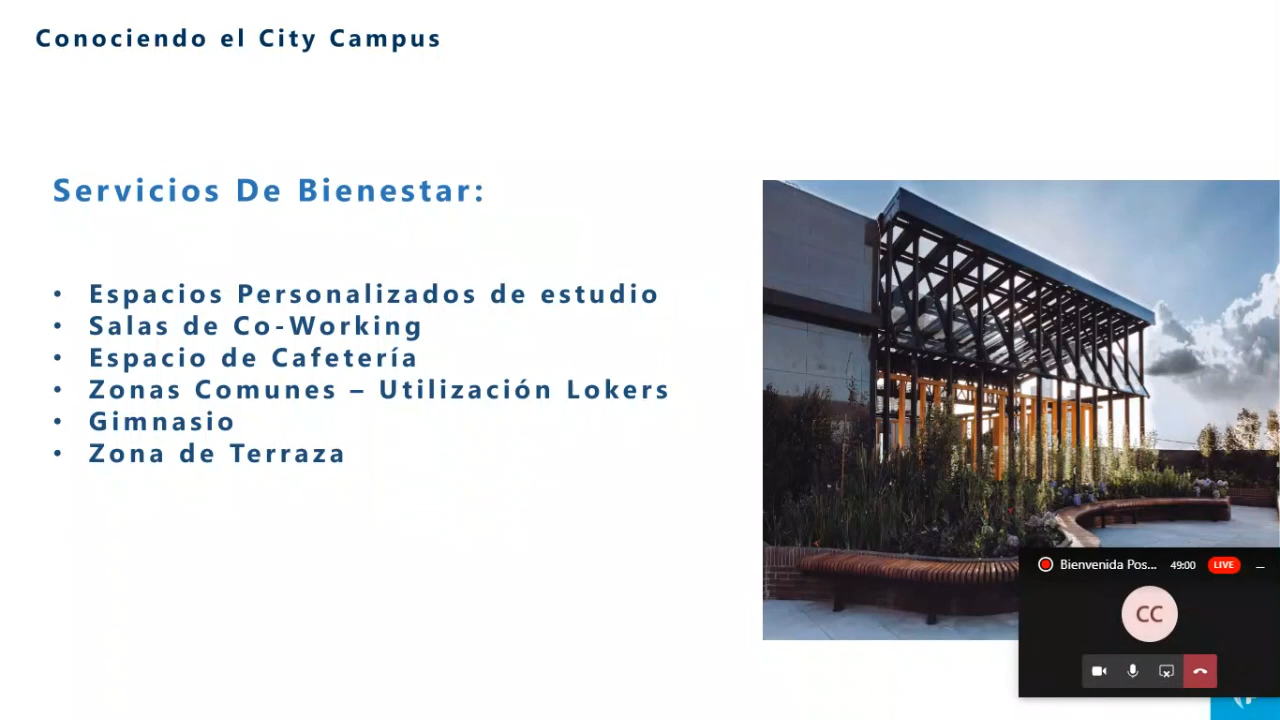 Conociendo el City Campus
Servicios De Bienestar:
• Espacios Personalizados de estudio
• Salas de Co-Working
• Espacio de Cafetería
• Zonas Comunes – Utilización Lokers
• Gimnasio
• Zona de Terraza
Bienvenida Pos... 49:00 LIVE
CC